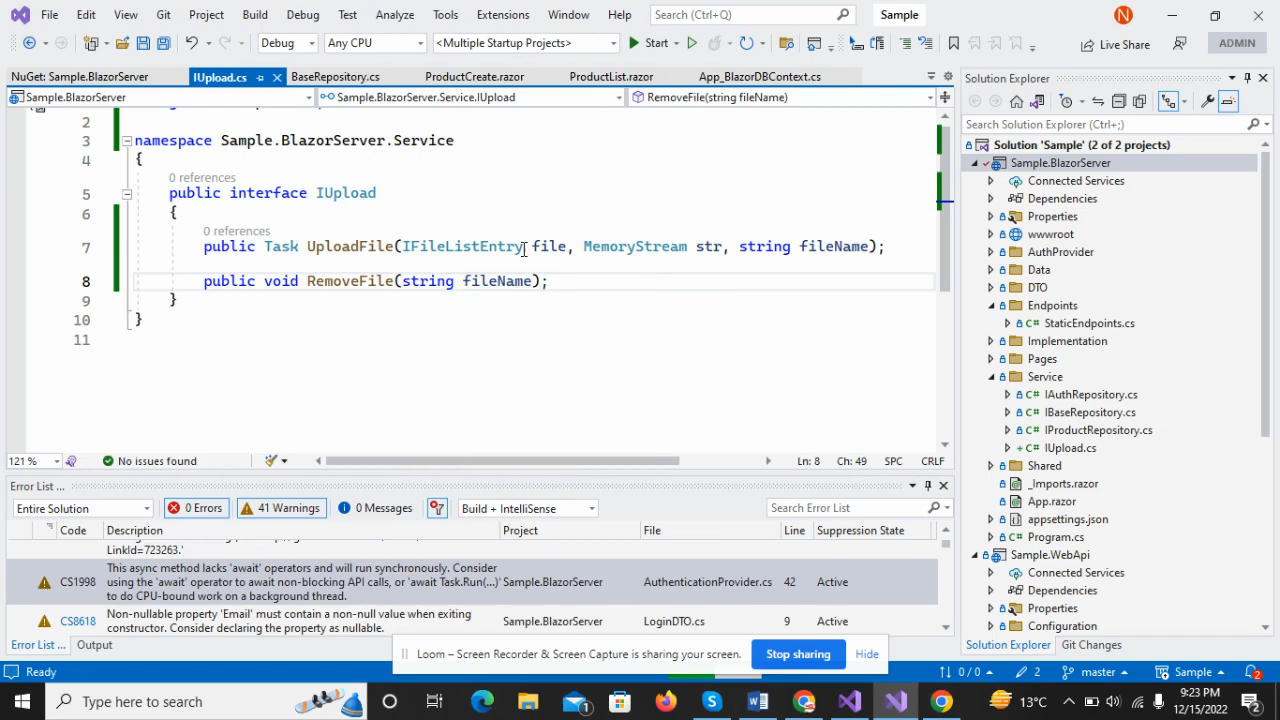 File Edit View Git Project Build Debug Test Analyze Tools Extensions Window Help Search (Ctrl+Q) Sample N
Debug Any CPU <Multiple Startup Projects> Start Live Share ADMIN
NuGet: Sample.BlazorServer IUpload.cs BaseRepository.cs ProductCreate.razor ProductList.razor App_BlazorDBContext.cs
Sample.BlazorServer Sample.BlazorServer.Service.IUpload RemoveFile(string fileName)
2
3 namespace Sample.BlazorServer.Service
4 {
0 references
5 public interface IUpload
6 {
0 references
7 public Task UploadFile(IFileListEntry file, MemoryStream str, string fileName);
8 public void RemoveFile(string fileName);
9 }
10 }
11
121 % No issues found Ln: 8 Ch: 49 SPC CRLF
Error List ...
Entire Solution 0 Errors 41 Warnings 0 Messages Build + IntelliSense Search Error List
Code Description Project File Line Suppression State
LinkId=723263.'
CS1998 This async method lacks 'await' operators and will run synchronously. Consider
using the 'await' operator to await non-blocking API calls, or 'await Task.Run(...)' Sample.BlazorServer AuthenticationProvider.cs 42 Active
to do CPU-bound work on a background thread.
CS8618 Non-nullable property 'Email' must contain a non-null value when exiting
constructor. Consider declaring the property as nullable. Sample.BlazorServer LoginDTO.cs 9 Active
Error List ... Output
Solution Explorer
Search Solution Explorer (Ctrl+;)
Solution 'Sample' (2 of 2 projects)
Sample.BlazorServer
Connected Services
Dependencies
Properties
wwwroot
AuthProvider
Data
DTO
Endpoints
StaticEndpoints.cs
Implementation
Pages
Service
IAuthRepository.cs
IBaseRepository.cs
IProductRepository.cs
IUpload.cs
Shared
_Imports.razor
App.razor
appsettings.json
Program.cs
Sample.WebApi
Connected Services
Dependencies
Properties
Configuration
Solution Explorer Git Changes
Loom – Screen Recorder & Screen Capture is sharing your screen. Stop sharing Hide
Ready 0 / 0 2 master Sample 2
Type here to search 1 13°C 9:23 PM
12/15/2022 2